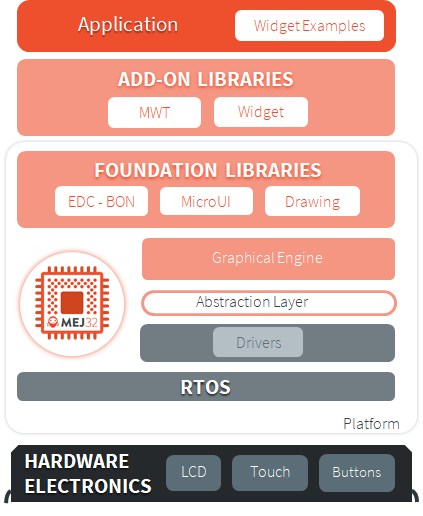 Application
Widget Examples
ADD-ON LIBRARIES
MWT
Widget
FOUNDATION LIBRARIES
EDC - BON
MicroUI
Drawing
Graphical Engine
MEJ32
Abstraction Layer
Drivers
RTOS
Platform
HARDWARE
ELECTRONICS
LCD
Touch
Buttons